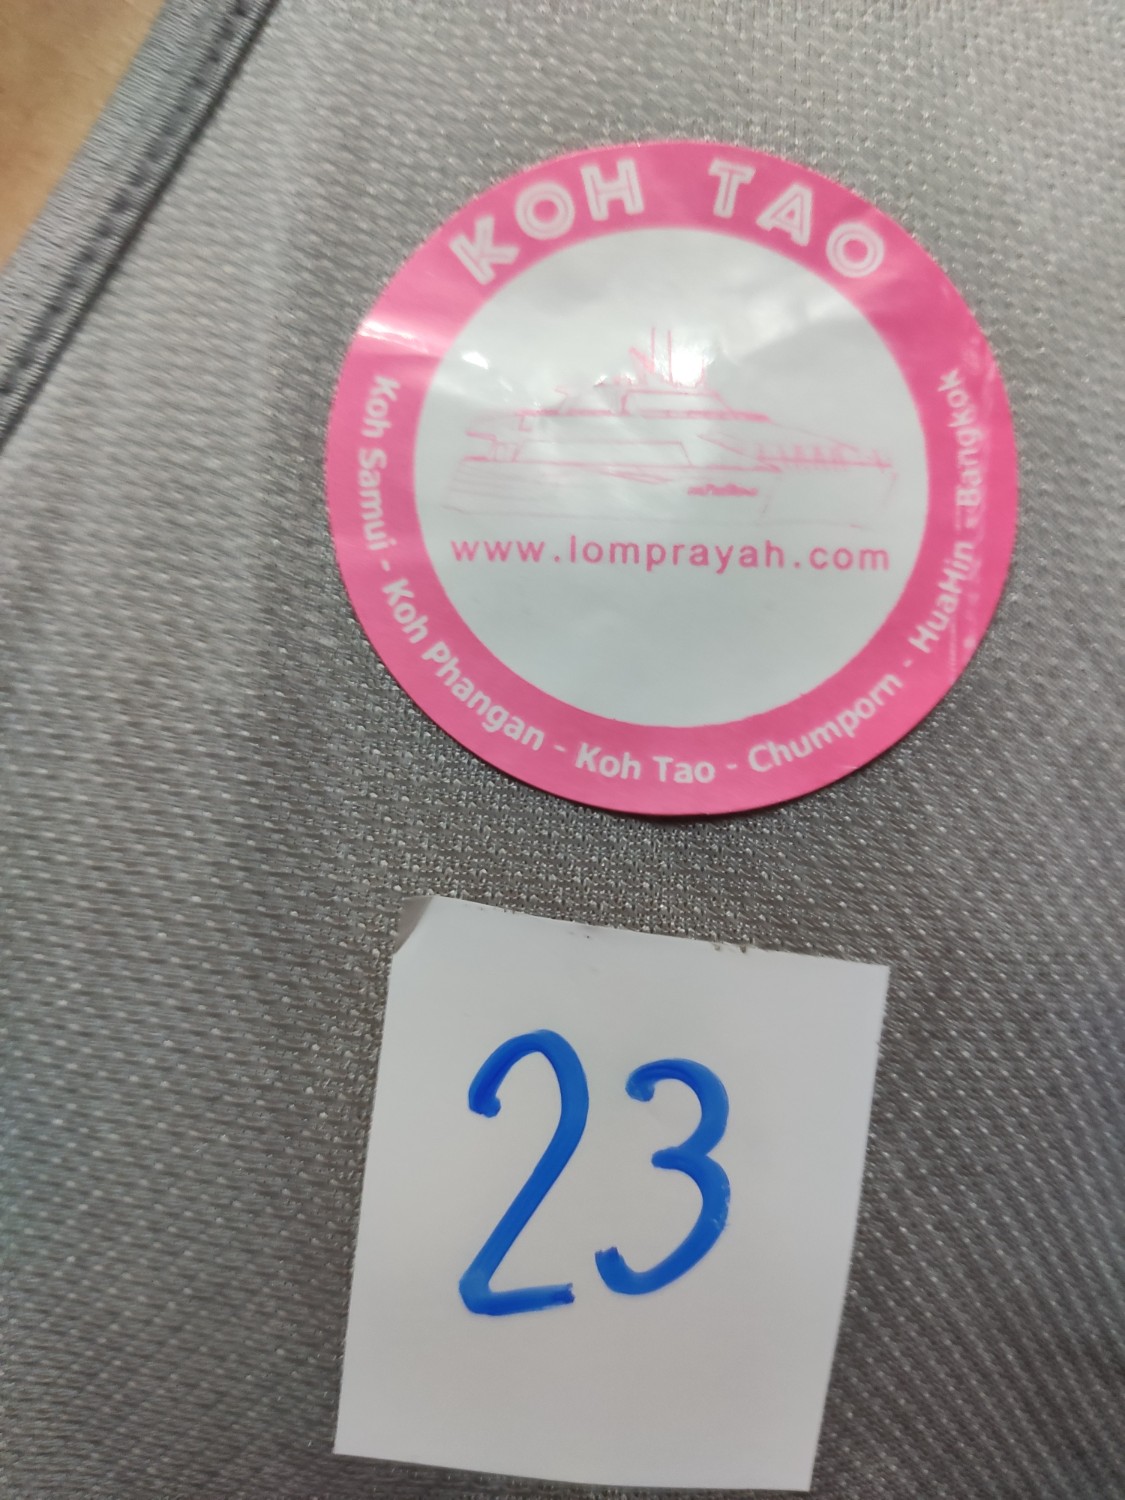 KOH TAO
www.lomprayah.com
Koh Samui - Koh Phangan - Koh Tao - Chumporn - HuaHin - Bangkok
23